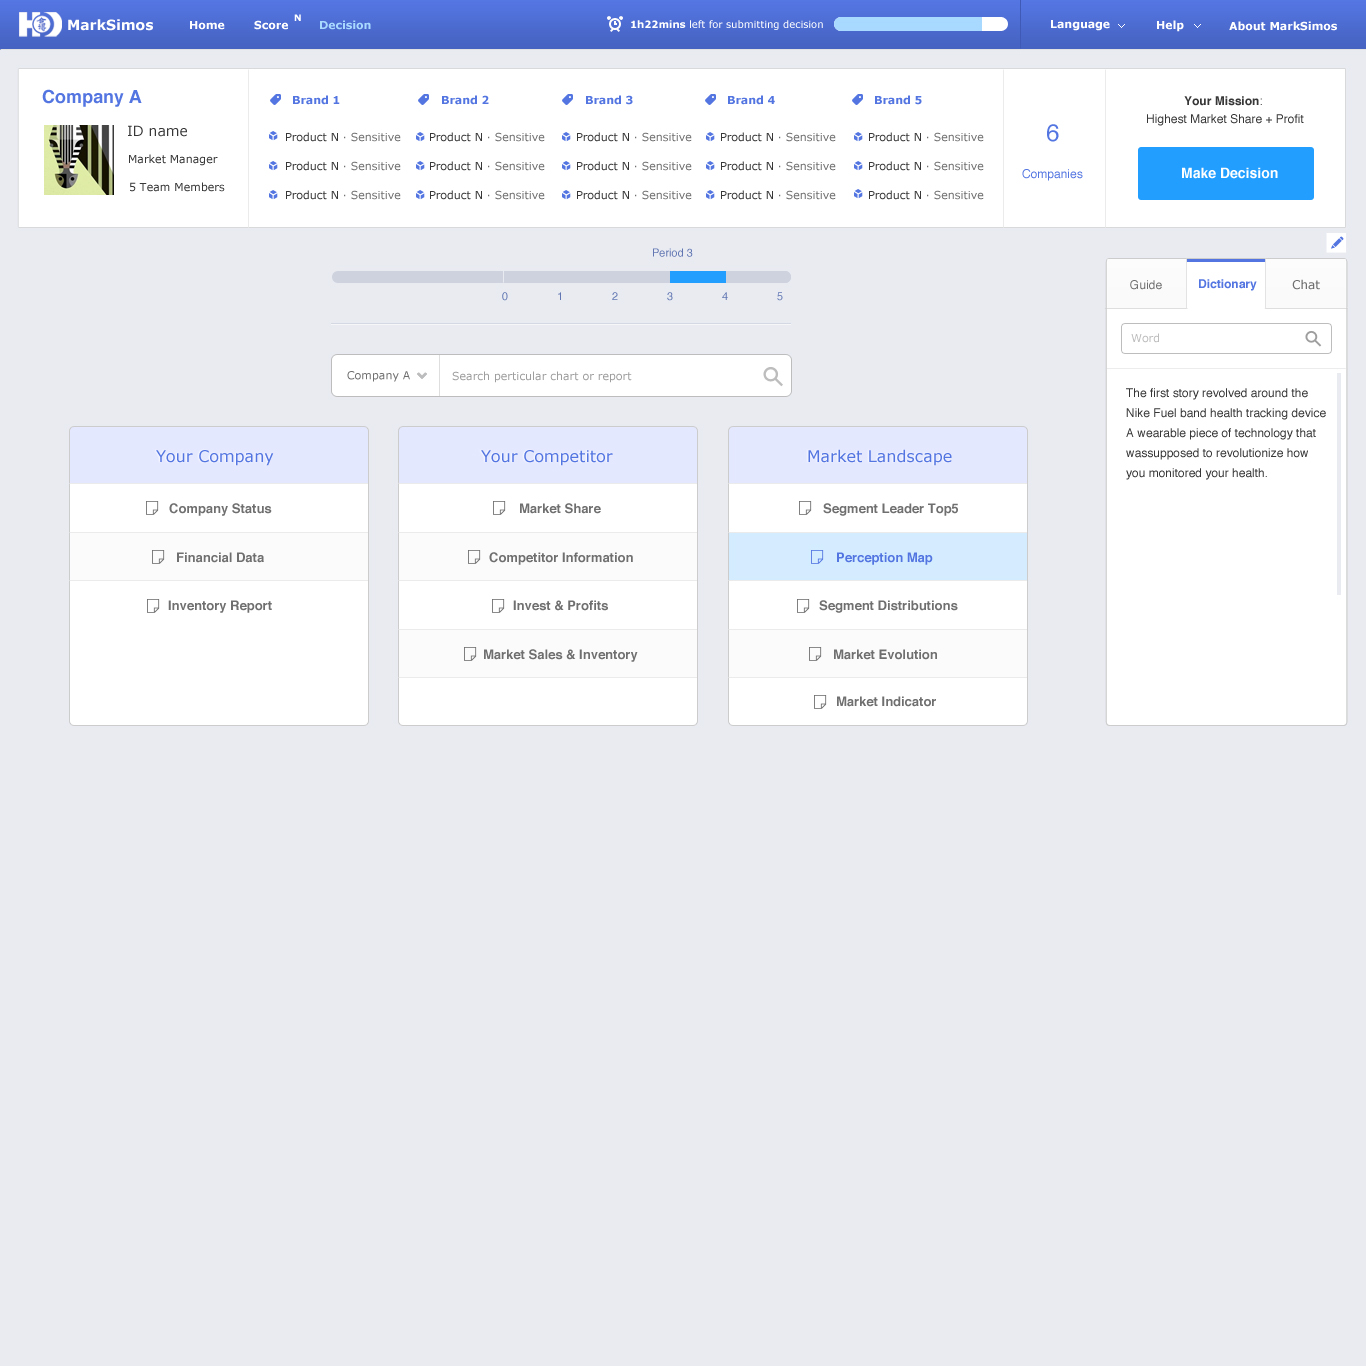 MarkSimos
Home
Score N
Decision
1h22mins left for submitting decision
Language
Help
About MarkSimos
Company A
ID name
Market Manager
5 Team Members
Brand 1 Brand 2 Brand 3 Brand 4 Brand 5
Product N · Sensitive Product N · Sensitive Product N · Sensitive Product N · Sensitive Product N · Sensitive
Product N · Sensitive Product N · Sensitive Product N · Sensitive Product N · Sensitive Product N · Sensitive
Product N · Sensitive Product N · Sensitive Product N · Sensitive Product N · Sensitive Product N · Sensitive
6
Companies
Your Mission:
Highest Market Share + Profit
Make Decision
Period 3
0 1 2 3 4 5
Company A
Search perticular chart or report
Your Company
Company Status
Financial Data
Inventory Report
Your Competitor
Market Share
Competitor Information
Invest & Profits
Market Sales & Inventory
Market Landscape
Segment Leader Top5
Perception Map
Segment Distributions
Market Evolution
Market Indicator
Guide
Dictionary
Chat
Word
The first story revolved around the
Nike Fuel band health tracking device
A wearable piece of technology that
wassupposed to revolutionize how
you monitored your health.